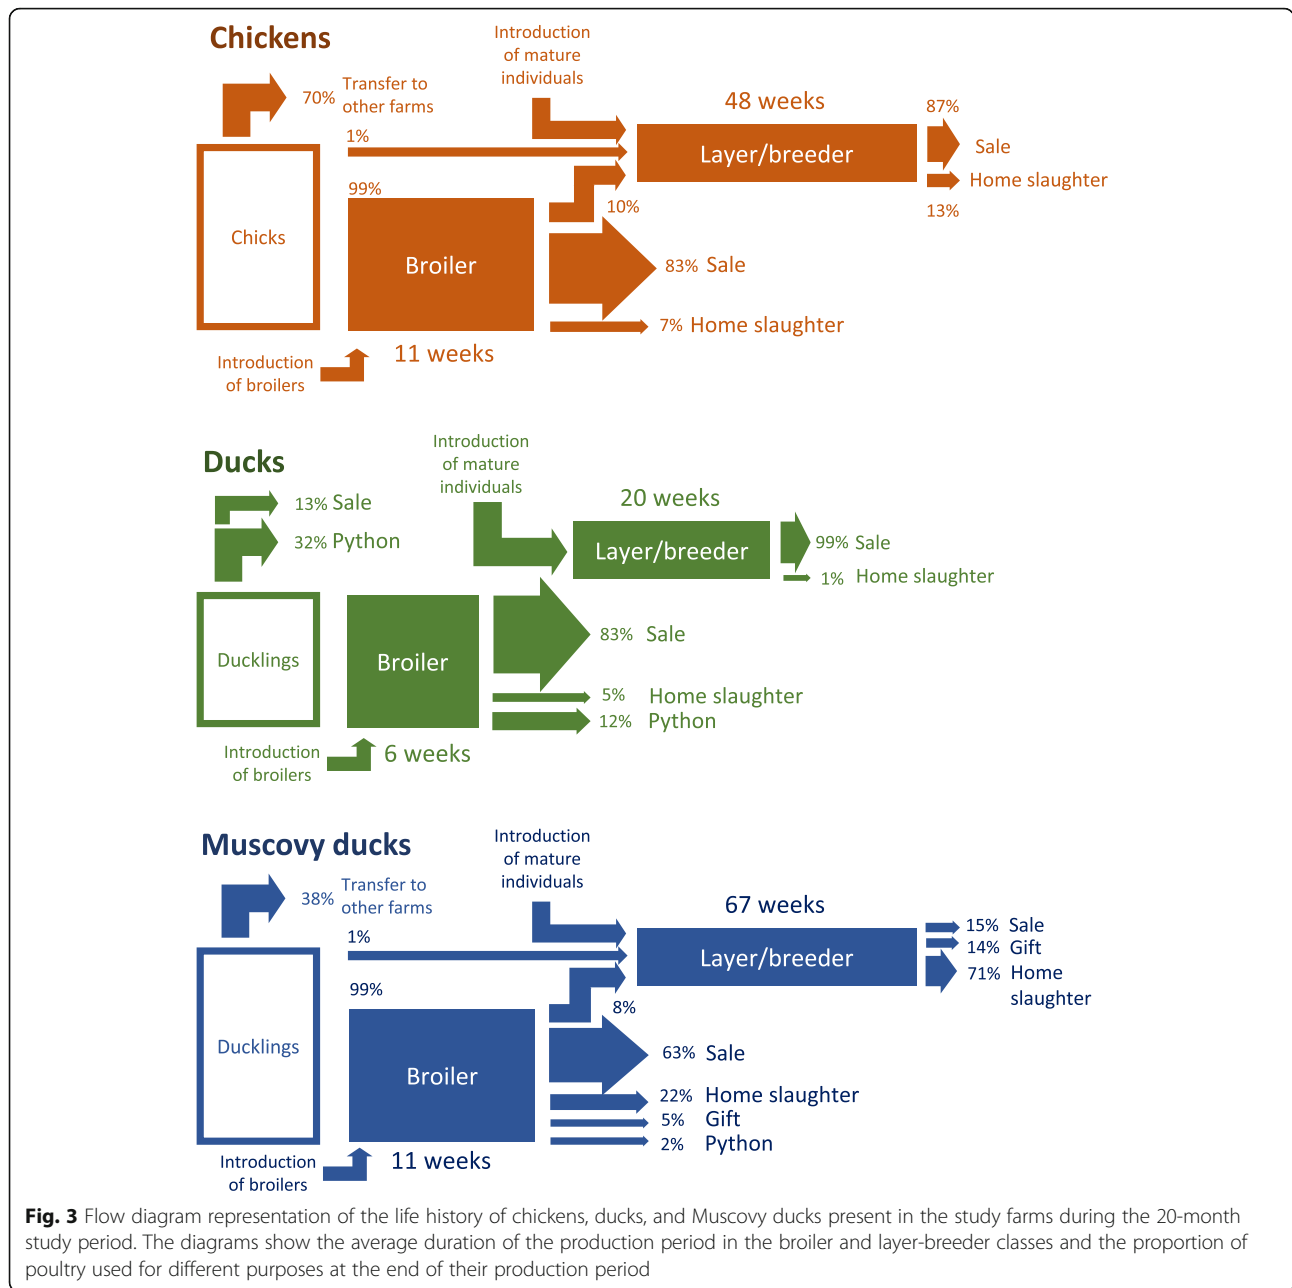 Chickens
Introduction
of mature
individuals
70%
Transfer to
other farms
1%
99%
48 weeks
Layer/breeder
87%
Sale
Home slaughter
13%
Chicks
Broiler
10%
83% Sale
7% Home slaughter
11 weeks
Introduction
of broilers
Ducks
Introduction
of mature
individuals
13% Sale
32% Python
20 weeks
Layer/breeder
99% Sale
1% Home slaughter
Ducklings
Broiler
83% Sale
5% Home slaughter
12% Python
6 weeks
Introduction
of broilers
Muscovy ducks
Introduction
of mature
individuals
38%
Transfer to
other farms
1%
99%
67 weeks
Layer/breeder
15% Sale
14% Gift
71% Home
slaughter
Ducklings
Broiler
8%
63% Sale
22% Home slaughter
5% Gift
2% Python
11 weeks
Introduction
of broilers
Fig. 3 Flow diagram representation of the life history of chickens, ducks, and Muscovy ducks present in the study farms during the 20-month
study period. The diagrams show the average duration of the production period in the broiler and layer-breeder classes and the proportion of
poultry used for different purposes at the end of their production period